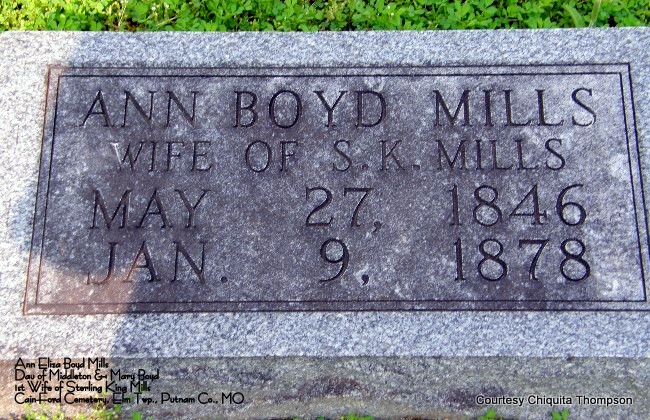 ANN BOYD MILLS
WIFE OF S.K. MILLS
MAY 27, 1846
JAN. 9, 1878
Ann Eliza Boyd Mills
Dau of Middleton & Mary Boyd
1st Wife of Sterling King Mills
Cain-Ford Cemetery, Elm Twp., Putnam Co., MO
Courtesy Chiquita Thompson